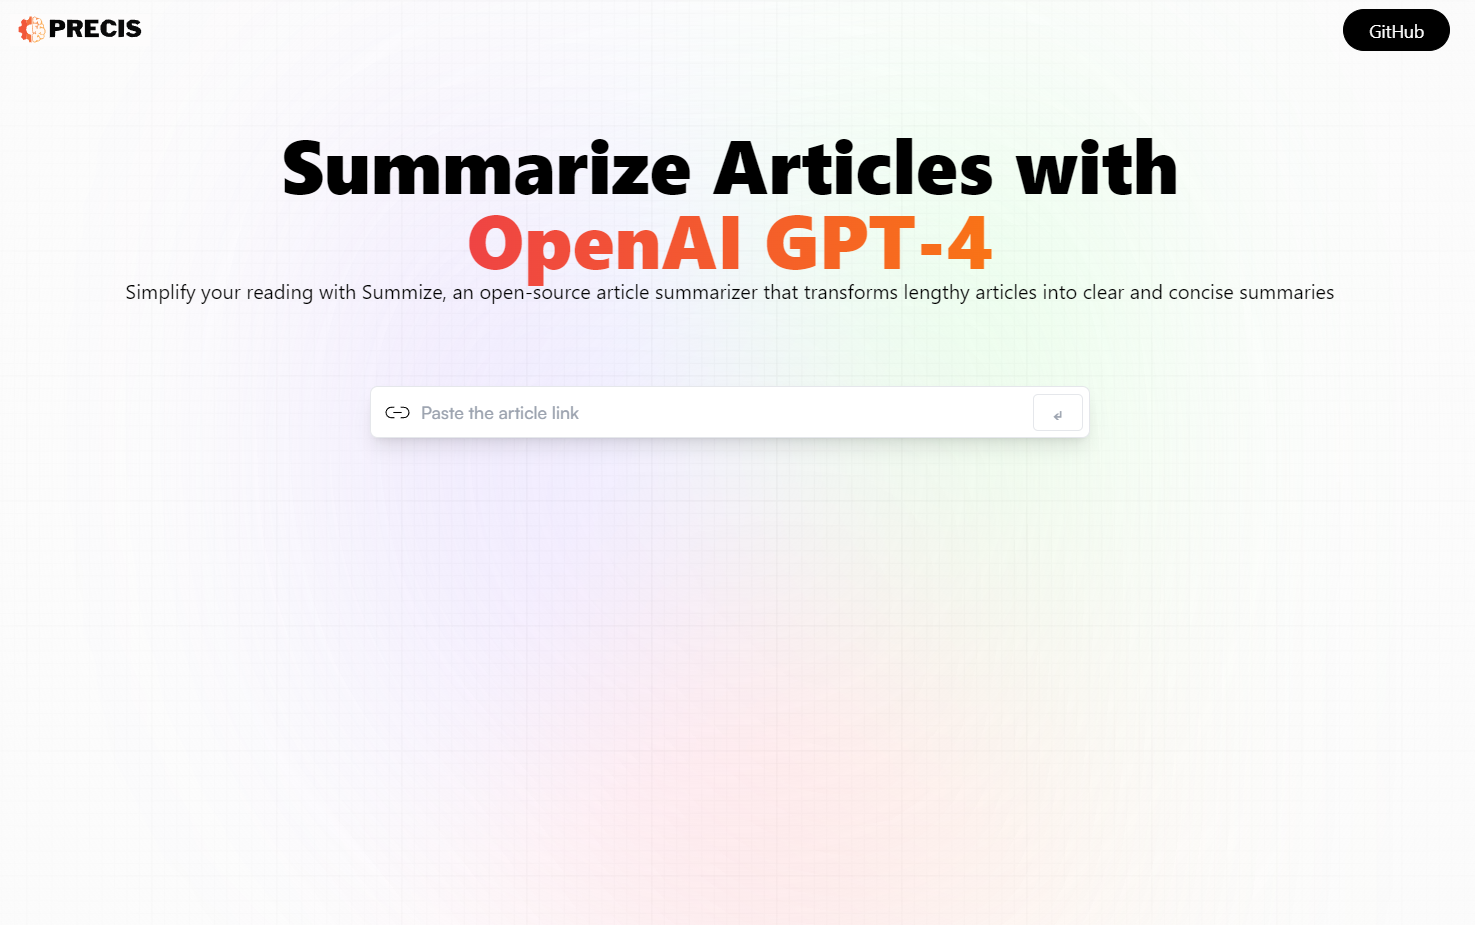 PRECIS
GitHub
Summarize Articles with
OpenAI GPT-4
Simplify your reading with Summize, an open-source article summarizer that transforms lengthy articles into clear and concise summaries
Paste the article link
↵